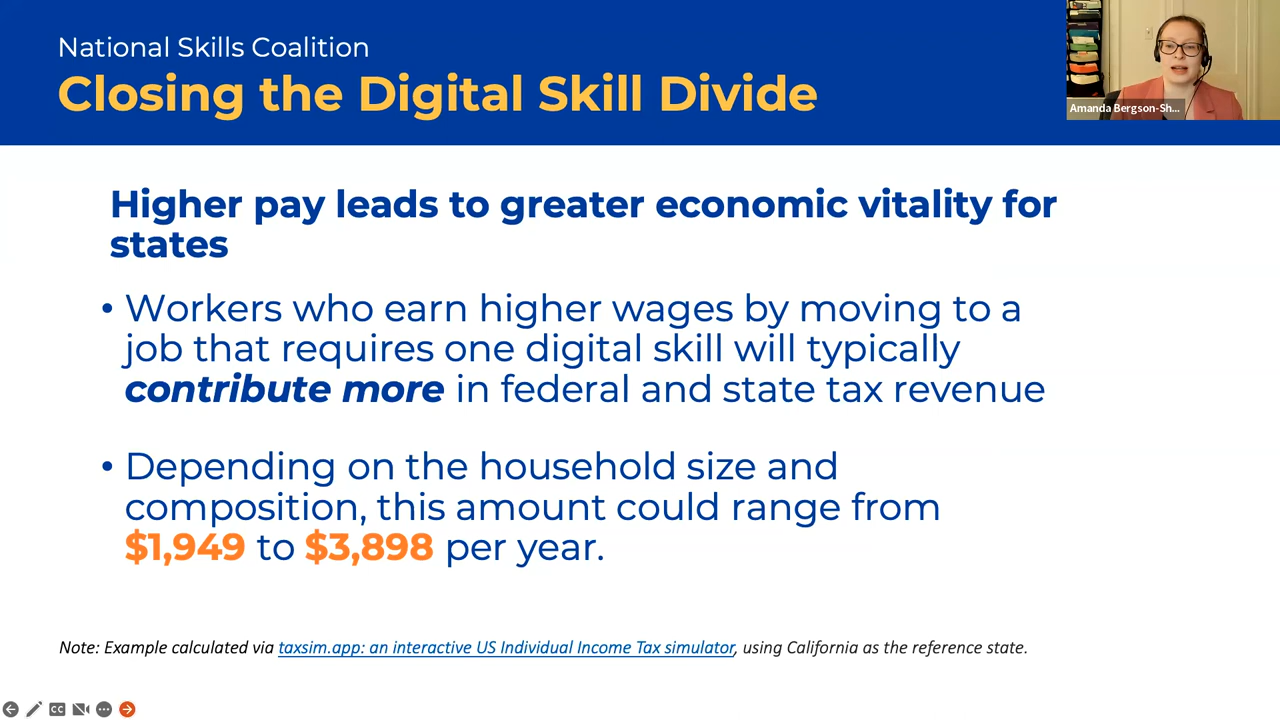 National Skills Coalition
Closing the Digital Skill Divide
Amanda Bergson-Sh...
Higher pay leads to greater economic vitality for
states
• Workers who earn higher wages by moving to a
job that requires one digital skill will typically
contribute more in federal and state tax revenue
• Depending on the household size and
composition, this amount could range from
$1,949 to $3,898 per year.
Note: Example calculated via taxsim.app: an interactive US Individual Income Tax simulator, using California as the reference state.
CC